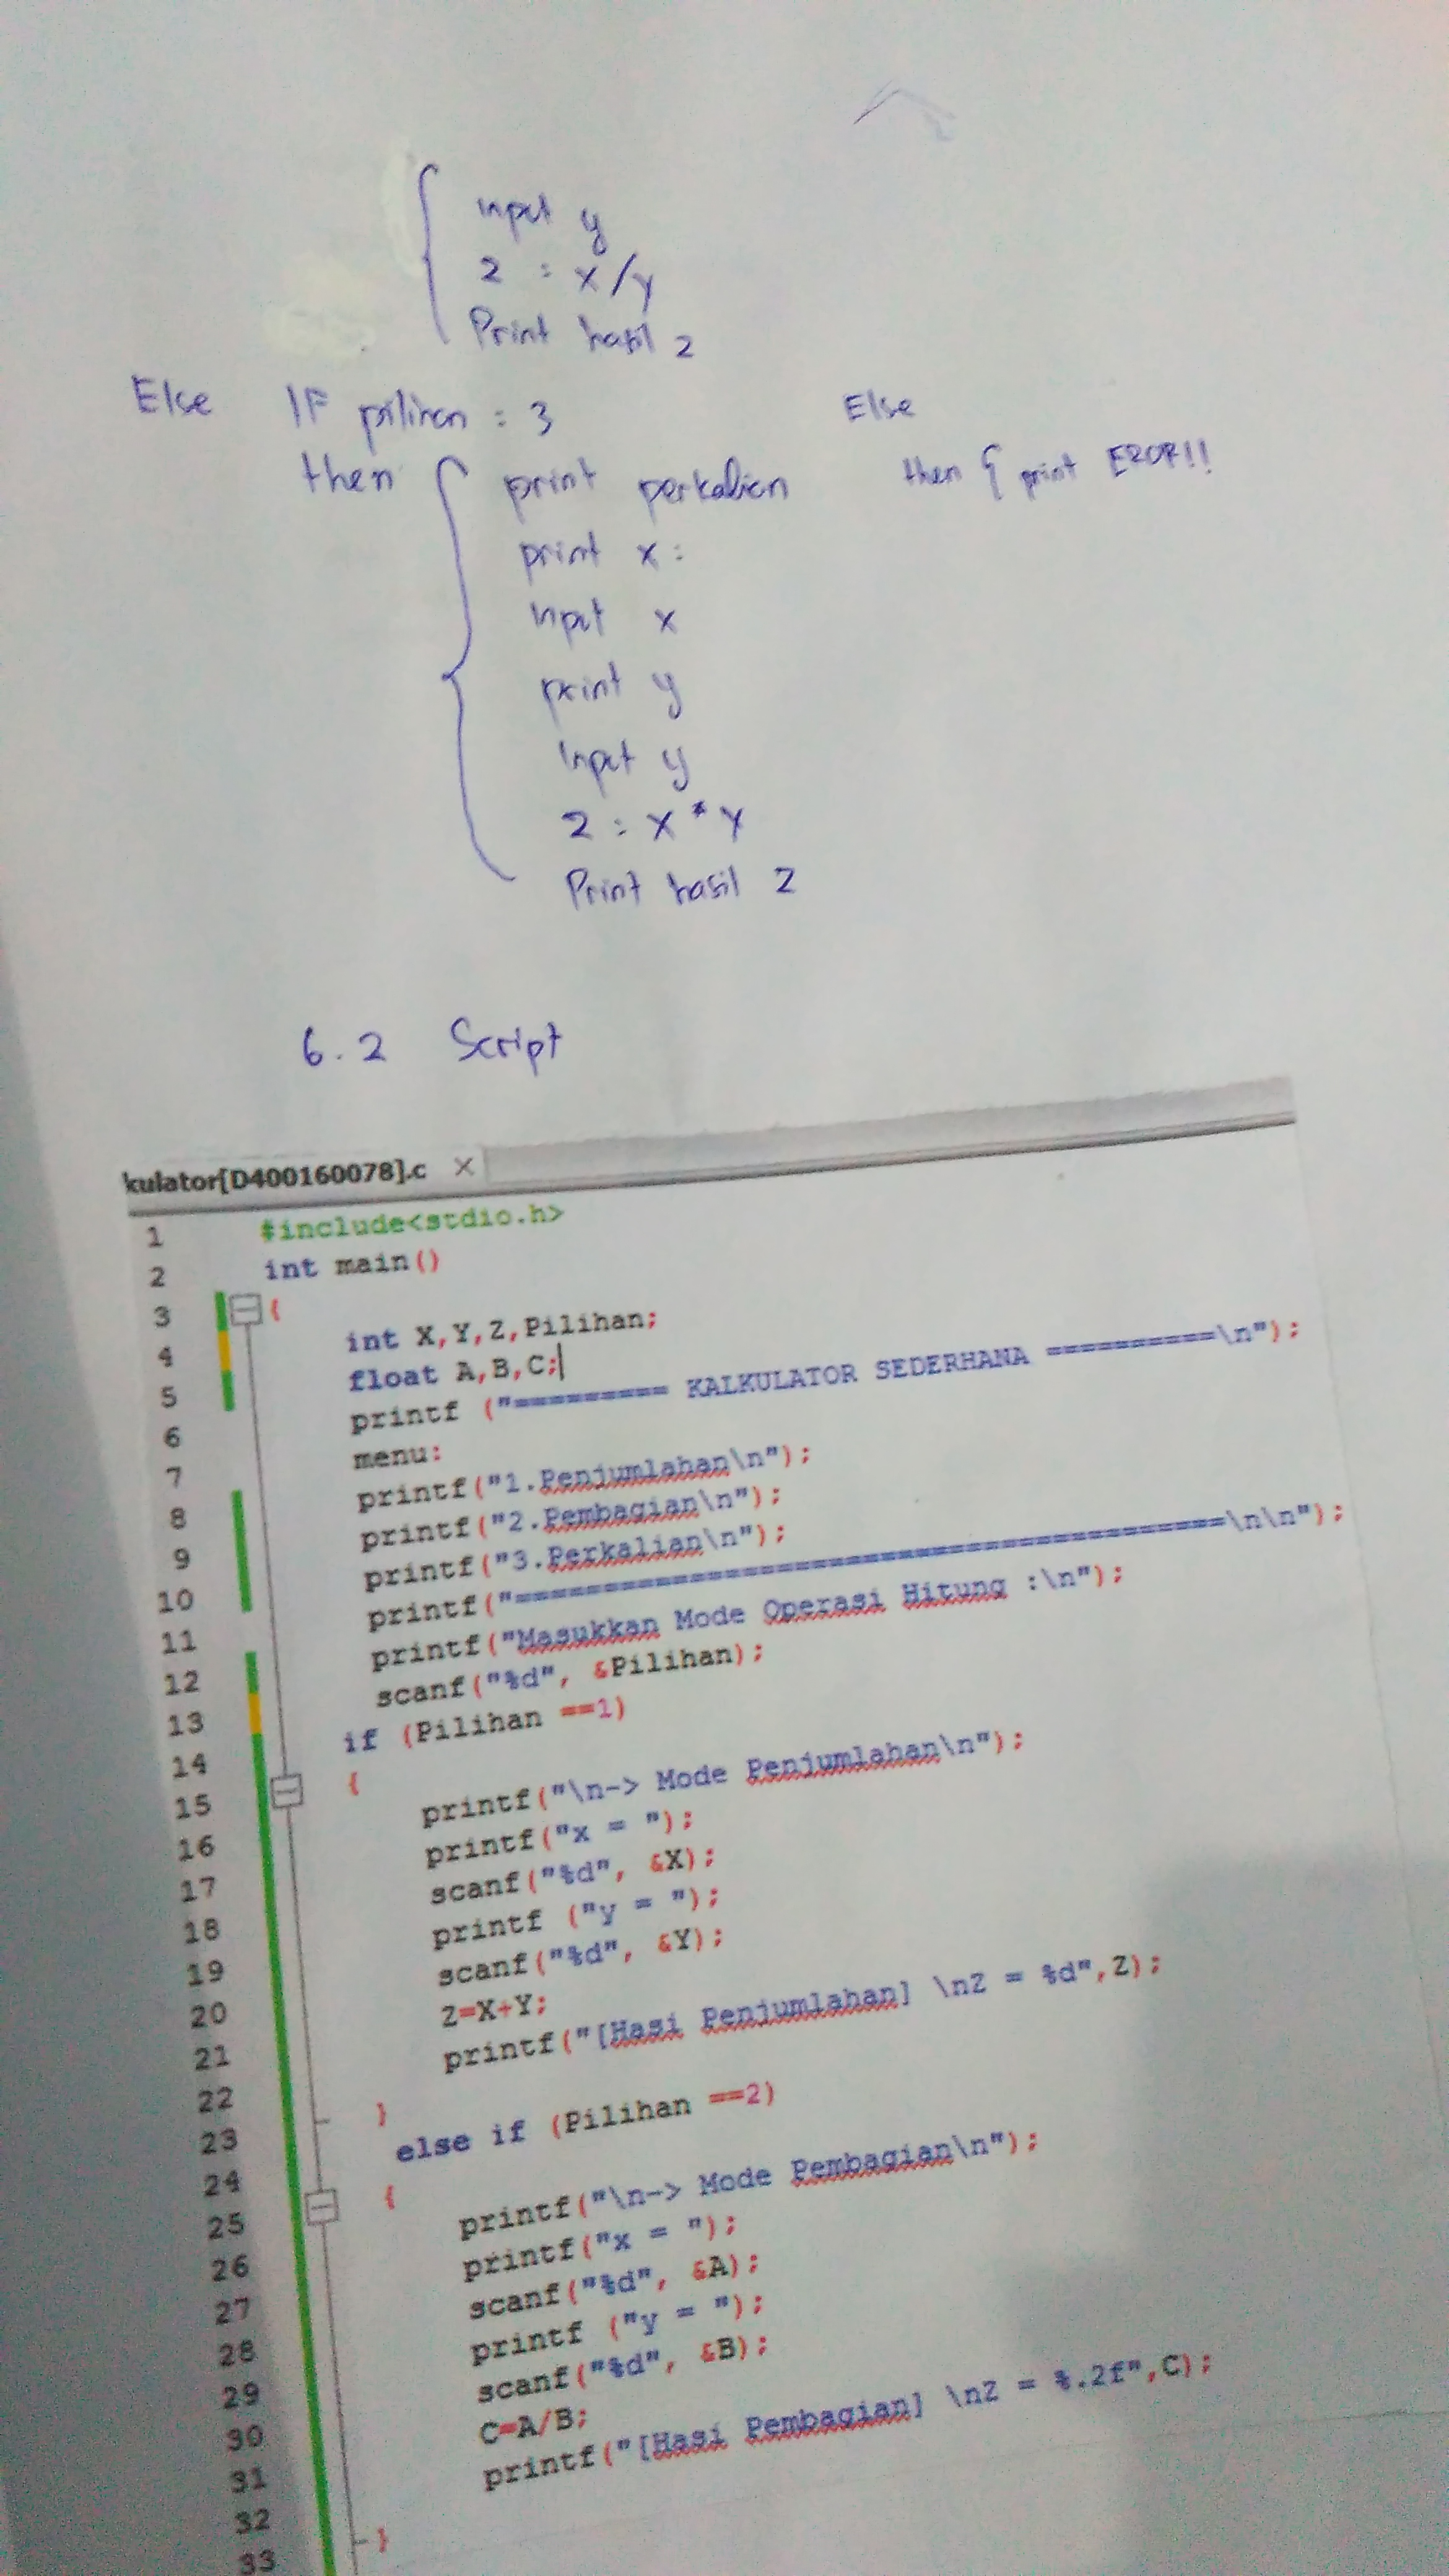 Input y
2 : x/y
Print hasil 2
Else IF pilihan : 3
then { print perkalian
print x :
Input x
print y
Input y
2 : x * y
Print hasil 2
Else
then { print EROR!!
6.2 Script
kulator[D400160078].c ×
1 #include<stdio.h>
2 int main()
3 {
4 int X,Y,Z,Pilihan;
5 float A,B,C;
6 printf ("========= KALKULATOR SEDERHANA ==========\n");
7 menu:
8 printf("1.Penjumlahan\n");
9 printf("2.Pembagian\n");
10 printf("3.Perkalian\n");
11 printf("========================================\n\n");
12 printf("Masukkan Mode Operasi Hitung :\n");
13 scanf("%d", &Pilihan);
14 if (Pilihan ==1)
15 {
16 printf("\n-> Mode Penjumlahan\n");
17 printf("x = ");
18 scanf("%d", &X);
19 printf ("y = ");
20 scanf("%d", &Y);
21 Z=X+Y;
22 printf("[Hasi Penjumlahan] \nZ = %d",Z);
23 }
24 else if (Pilihan ==2)
25 {
26 printf("\n-> Mode Pembagian\n");
27 printf("x = ");
28 scanf("%d", &A);
29 printf ("y = ");
30 scanf("%d", &B);
31 C=A/B;
32 printf("[Hasi Pembagian] \nZ = %.2f",C);
33 }